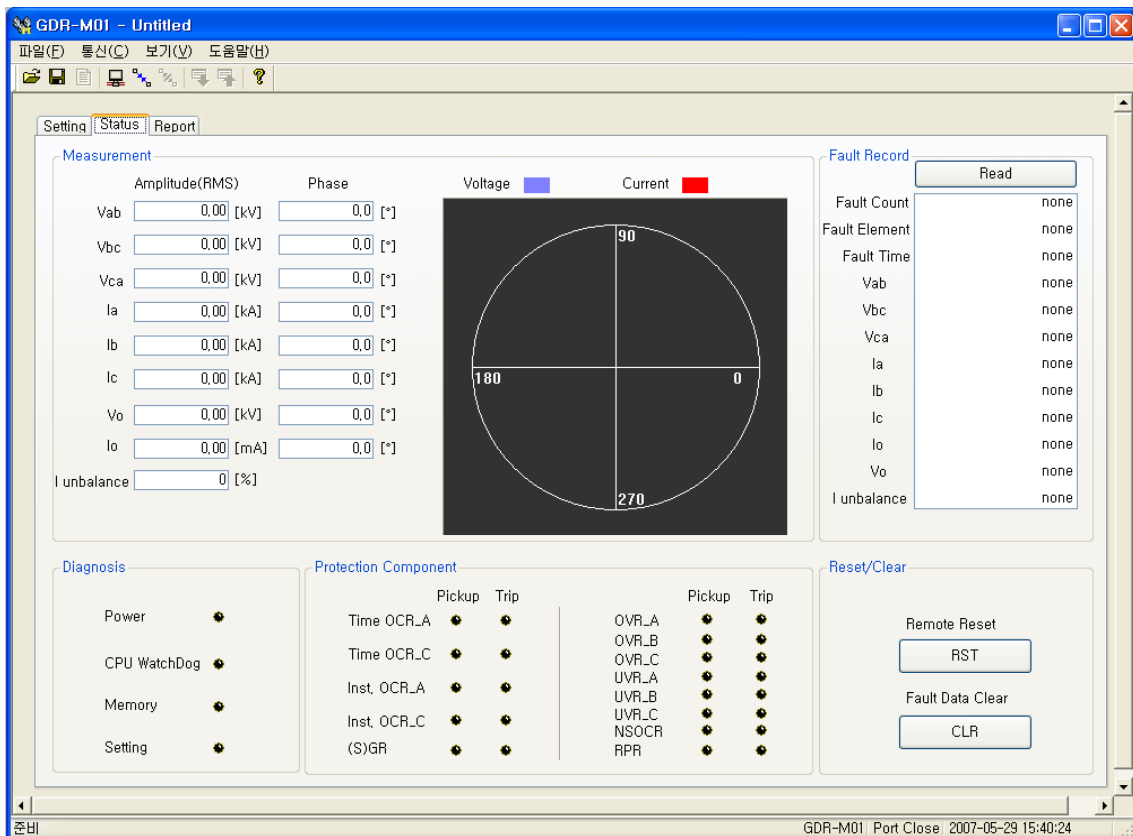 GDR-M01 - Untitled
파일(F) 통신(C) 보기(V) 도움말(H)
Setting Status Report
Measurement
Amplitude(RMS) Phase Voltage Current
Vab 0,00 [kV] 0,0 [°]
Vbc 0,00 [kV] 0,0 [°]
Vca 0,00 [kV] 0,0 [°]
Ia 0,00 [kA] 0,0 [°]
Ib 0,00 [kA] 0,0 [°]
Ic 0,00 [kA] 0,0 [°]
Vo 0,00 [kV] 0,0 [°]
Io 0,00 [mA] 0,0 [°]
I unbalance 0 [%]
90
180 0
270
Fault Record
Read
Fault Count none
Fault Element none
Fault Time none
Vab none
Vbc none
Vca none
Ia none
Ib none
Ic none
Io none
Vo none
I unbalance none
Diagnosis
Power
CPU WatchDog
Memory
Setting
Protection Component
Pickup Trip
Time OCR_A
Time OCR_C
Inst, OCR_A
Inst, OCR_C
(S)GR
Pickup Trip
OVR_A
OVR_B
OVR_C
UVR_A
UVR_B
UVR_C
NSOCR
RPR
Reset/Clear
Remote Reset
RST
Fault Data Clear
CLR
준비 GDR-M01 Port Close 2007-05-29 15:40:24